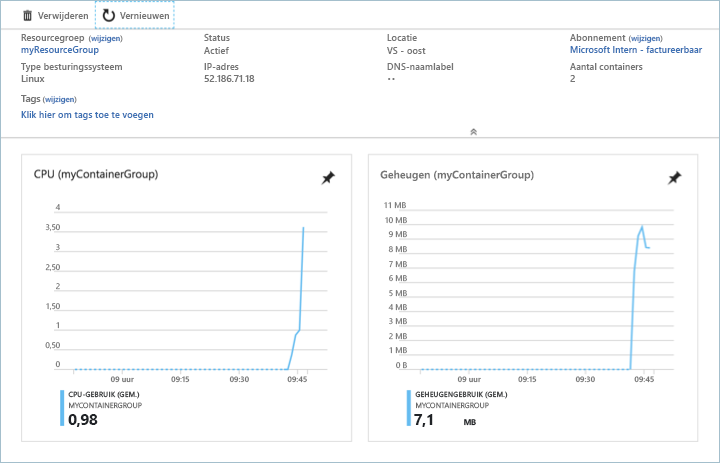 Verwijderen Vernieuwen
Resourcegroep (wijzigen) Status Locatie Abonnement (wijzigen)
myResourceGroup Actief VS - oost Microsoft Intern - factureerbaar
Type besturingssysteem IP-adres DNS-naamlabel Aantal containers
Linux 52.186.71.18 -- 2
Tags (wijzigen)
Klik hier om tags toe te voegen
CPU (myContainerGroup)
4
3,50
3
2,50
2
1,50
1
0,50
0
09 uur 09:15 09:30 09:45
CPU-GEBRUIK (GEM.)
MYCONTAINERGROUP
0,98
Geheugen (myContainerGroup)
11 MB
10 MB
9 MB
8 MB
7 MB
6 MB
5 MB
4 MB
3 MB
2 MB
1 MB
0 B
09 uur 09:15 09:30 09:45
GEHEUGENGEBRUIK (GEM.)
MYCONTAINERGROUP
7,1 MB